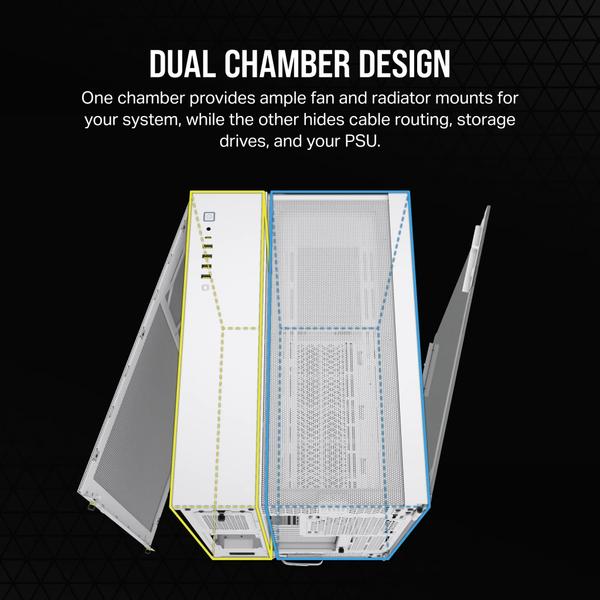 DUAL CHAMBER DESIGN
One chamber provides ample fan and radiator mounts for
your system, while the other hides cable routing, storage
drives, and your PSU.